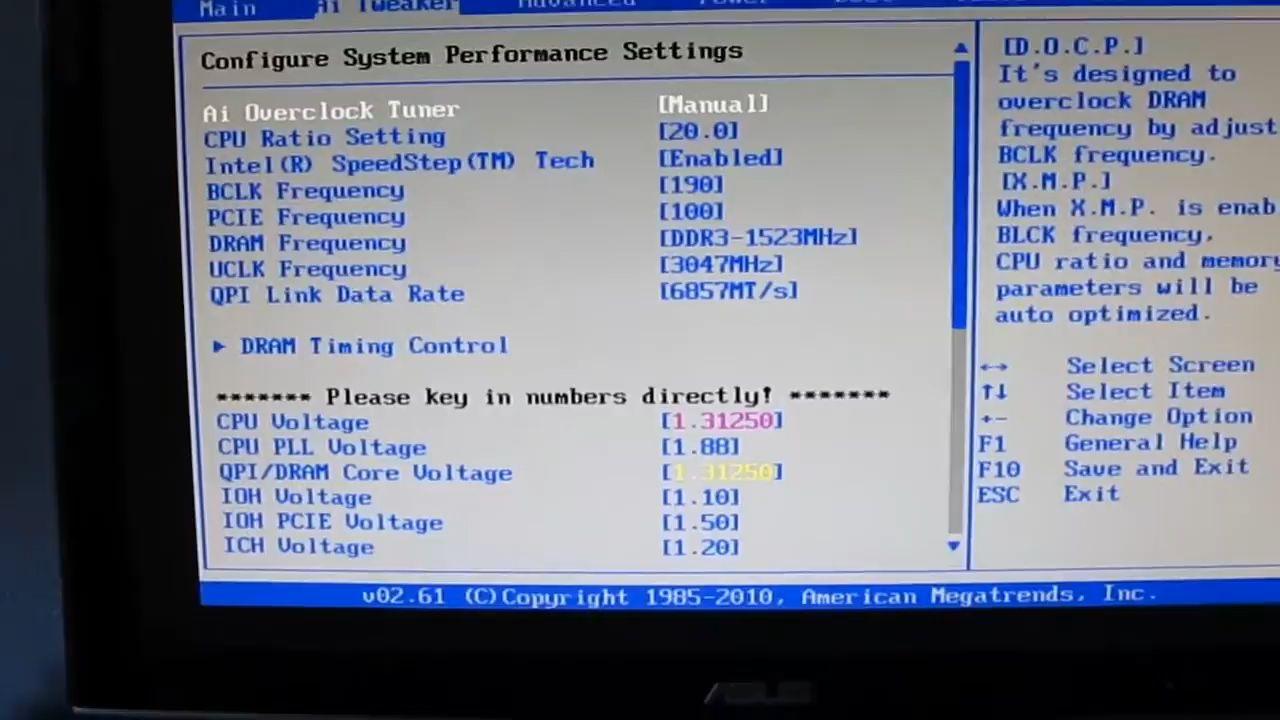 Main Ai Tweaker Advanced Power
Configure System Performance Settings
Ai Overclock Tuner [Manual]
CPU Ratio Setting [20.0]
Intel(R) SpeedStep(TM) Tech [Enabled]
BCLK Frequency [190]
PCIE Frequency [100]
DRAM Frequency [DDR3-1523MHz]
UCLK Frequency [3047MHz]
QPI Link Data Rate [6857MT/s]
▶ DRAM Timing Control
******* Please key in numbers directly! *******
CPU Voltage [1.31250]
CPU PLL Voltage [1.88]
QPI/DRAM Core Voltage [1.31250]
IOH Voltage [1.10]
IOH PCIE Voltage [1.50]
ICH Voltage [1.20]
[D.O.C.P.]
It's designed to
overclock DRAM
frequency by adjust
BCLK frequency.
[X.M.P.]
When X.M.P. is enab
BLCK frequency,
CPU ratio and memory
parameters will be
auto optimized.
←→ Select Screen
↑↓ Select Item
+- Change Option
F1 General Help
F10 Save and Exit
ESC Exit
v02.61 (C)Copyright 1985-2010, American Megatrends, Inc.
ASUS